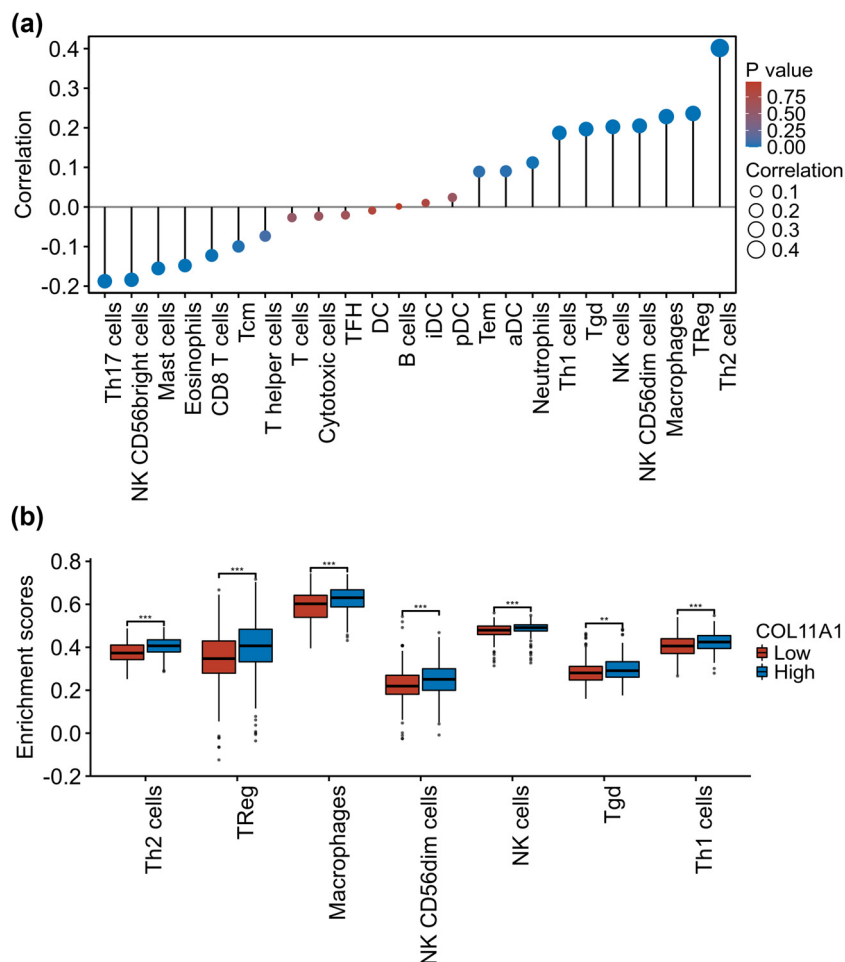 (a)
Correlation
0.4
0.3
0.2
0.1
0.0
-0.1
-0.2
Th17 cells
NK CD56bright cells
Mast cells
Eosinophils
CD8 T cells
Tcm
T helper cells
T cells
Cytotoxic cells
TFH
DC
B cells
iDC
pDC
Tem
aDC
Neutrophils
Th1 cells
Tgd
NK cells
NK CD56dim cells
Macrophages
TReg
Th2 cells
P value
0.75
0.50
0.25
0.00
Correlation
0.1
0.2
0.3
0.4
(b)
Enrichment scores
0.8
0.6
0.4
0.2
0.0
-0.2
***
***
***
***
***
**
***
Th2 cells
TReg
Macrophages
NK CD56dim cells
NK cells
Tgd
Th1 cells
COL11A1
Low
High